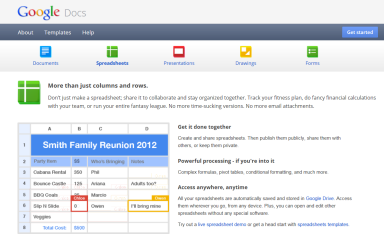 Google Docs
About Templates Help Get started
Documents Spreadsheets Presentations Drawings Forms
More than just columns and rows.
Don't just make a spreadsheet; share it to collaborate and stay organized together. Track your fitness plan, do fancy financial calculations
with your team, or run your entire fantasy league. No more time-sucking versions. No more email attachments.
A B C D
1 Smith Family Reunion 2012
2 Party Item $$ Who's Bringing Notes
3 Cabana Rental 350 Phil
4 Bounce Castle 125 Ariana Adults too?
5 BBQ Goals Marcio
6 Slip N Slide 0 I'll bring mine
7 Veggies
8 Total Cost: $500
Get it done together
Create and share spreadsheets. Then publish them publicly, share them with
others, or keep them private.
Powerful processing - if you're into it
Complex formulas, pivot tables, conditional formatting, and much more.
Access anywhere, anytime
All your spreadsheets are automatically saved and stored in Google Drive. Access
them wherever you go, from any device. Plus, you can open and edit other
spreadsheets without any special software.
Try out a live spreadsheet demo or get a head start with spreadsheets templates.